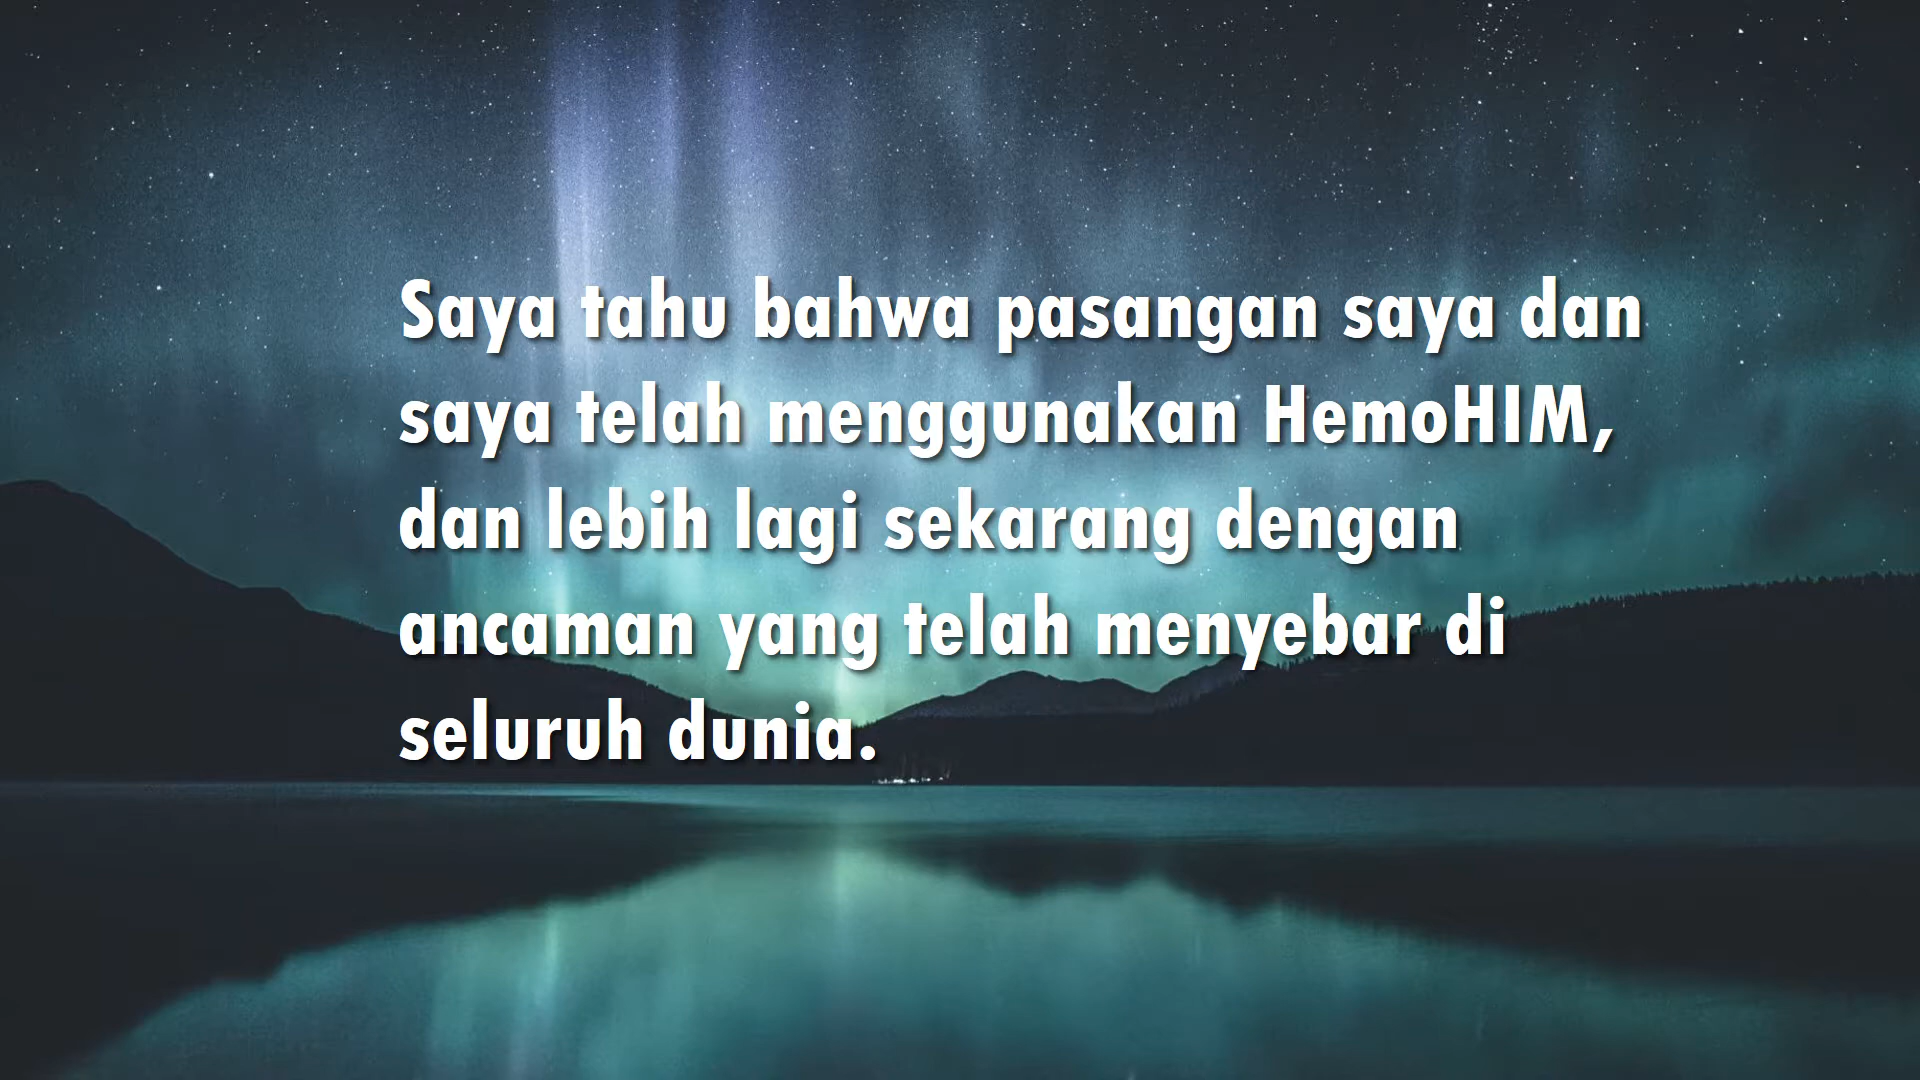 Saya tahu bahwa pasangan saya dan
saya telah menggunakan HemoHIM,
dan lebih lagi sekarang dengan
ancaman yang telah menyebar di
seluruh dunia.